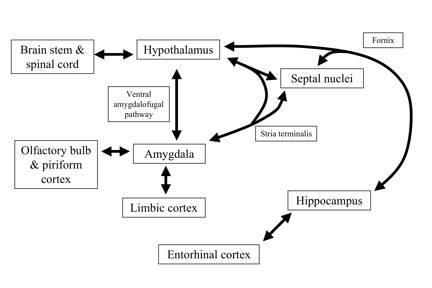 Fornix
Brain stem &
spinal cord
Hypothalamus
Septal nuclei
Ventral
amygdalofugal
pathway
Stria terminalis
Olfactory bulb
& piriform
cortex
Amygdala
Limbic cortex
Hippocampus
Entorhinal cortex